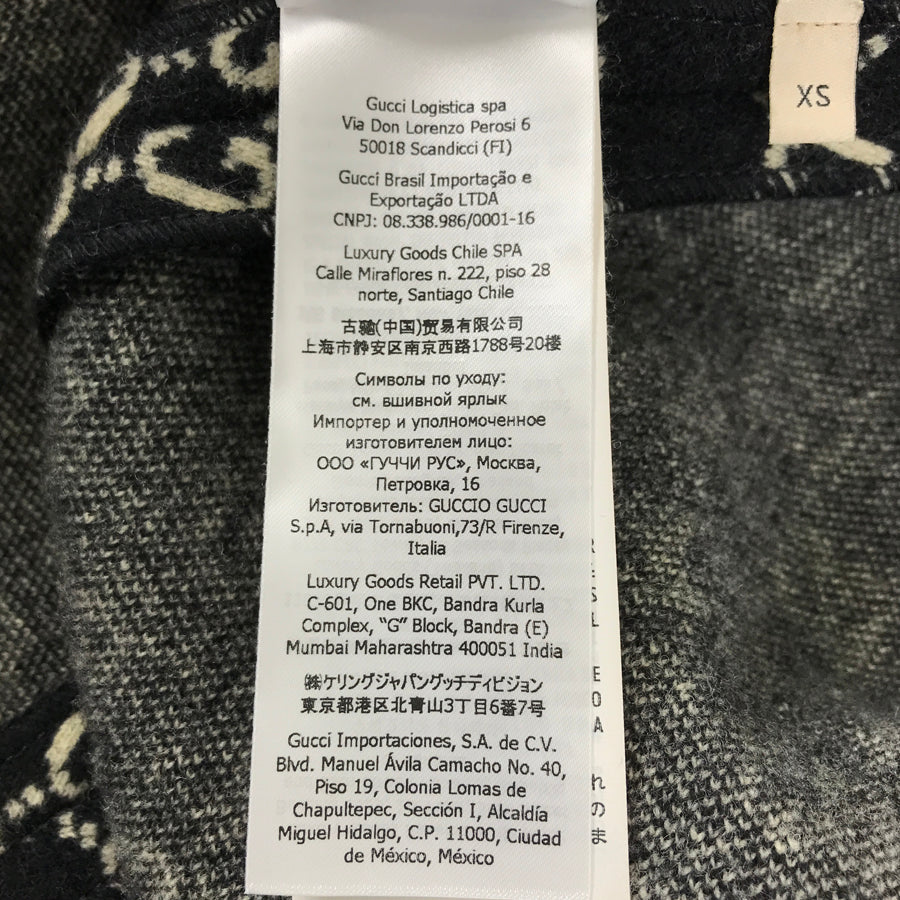 XS
Gucci Logistica spa
Via Don Lorenzo Perosi 6
50018 Scandicci (FI)
Gucci Brasil Importação e
Exportação LTDA
CNPJ: 08.338.986/0001-16
Luxury Goods Chile SPA
Calle Miraflores n. 222, piso 28
norte, Santiago Chile
古驰(中国)贸易有限公司
上海市静安区南京西路1788号20楼
Символы по уходу:
см. вшивной ярлык
Импортер и уполномоченное
изготовителем лицо:
ООО «ГУЧЧИ РУС», Москва,
Петровка, 16
Изготовитель: GUCCIO GUCCI
S.p.A, via Tornabuoni,73/R Firenze,
Italia
Luxury Goods Retail PVT. LTD.
C-601, One BKC, Bandra Kurla
Complex, "G" Block, Bandra (E)
Mumbai Maharashtra 400051 India
㈱ケリングジャパングッチディビジョン
東京都港区北青山3丁目6番7号
Gucci Importaciones, S.A. de C.V.
Blvd. Manuel Ávila Camacho No. 40,
Piso 19, Colonia Lomas de
Chapultepec, Sección I, Alcaldía
Miguel Hidalgo, C.P. 11000, Ciudad
de México, México